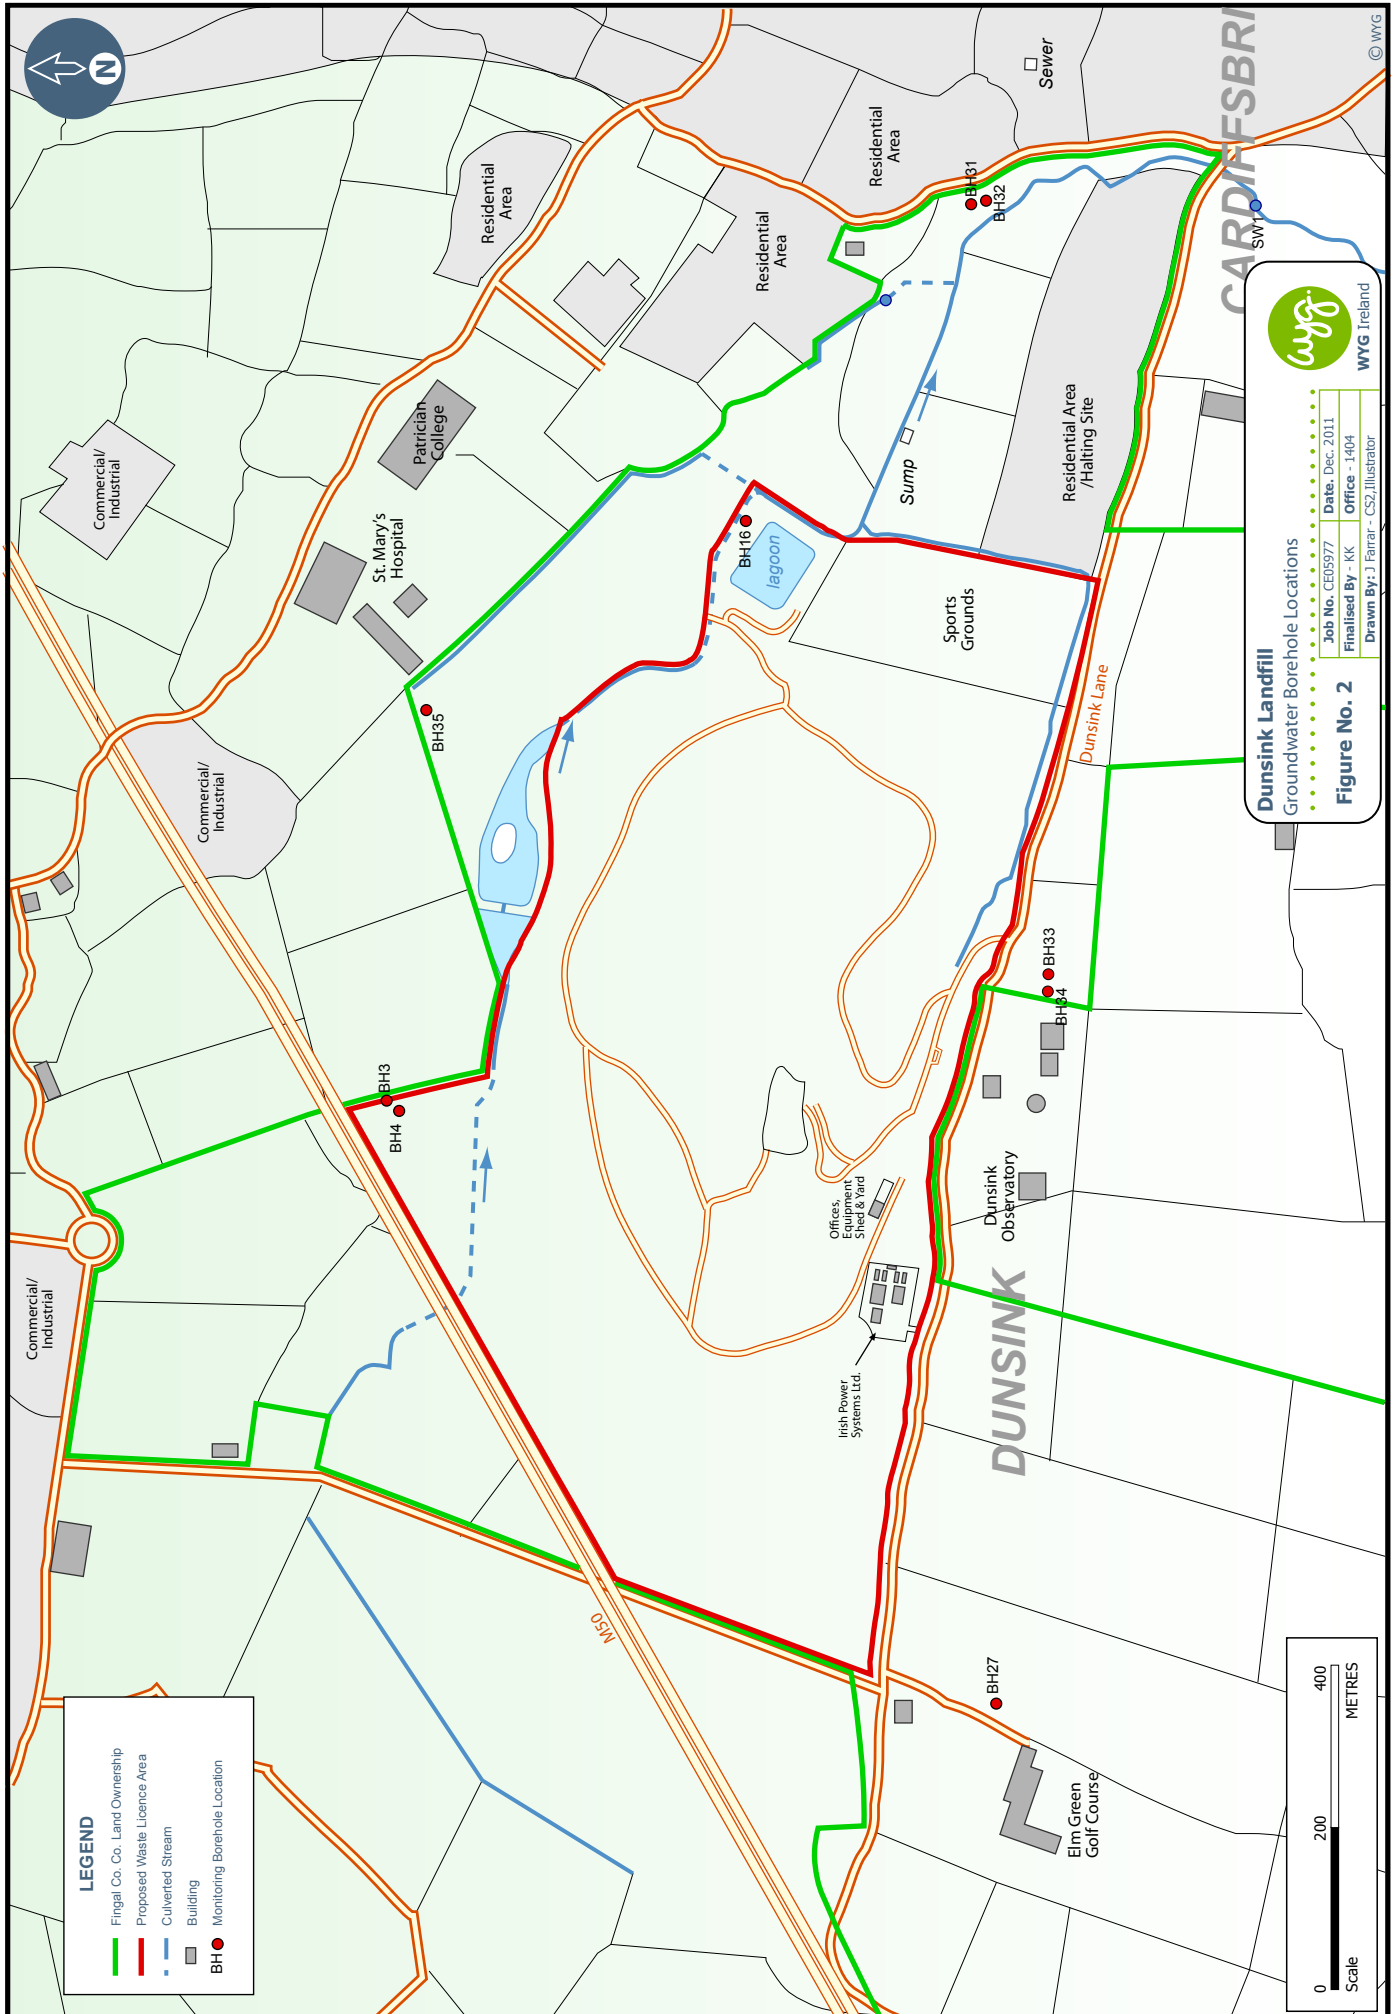 LEGEND
Fingal Co. Co. Land Ownership
Proposed Waste Licence Area
Culverted Stream
Building
BH
Monitoring Borehole Location
N
Commercial/
Industrial
Commercial/
Industrial
Commercial/
Industrial
Patrician
College
St. Mary's
Hospital
Residential
Area
Residential
Area
Residential
Area
Sewer
BH35
BH3
BH4
BH16
lagoon
BH31
BH32
Sump
Sports
Grounds
Residential Area
/Halting Site
M50
Offices,
Equipment
Shed & Yard
Irish Power
Systems Ltd.
Dunsink Lane
BH33
BH34
Dunsink
Observatory
DUNSINK
CARDIFFSBRI
SW1
BH27
Elm Green
Golf Course
0
200
400
Scale
METRES
Dunsink Landfill
Groundwater Borehole Locations
Figure No. 2
Job No. CE05977
Date. Dec. 2011
Finalised By - KK
Office - 1404
Drawn By: J Farrar - CS2,Illustrator
wyg
WYG Ireland
© WYG